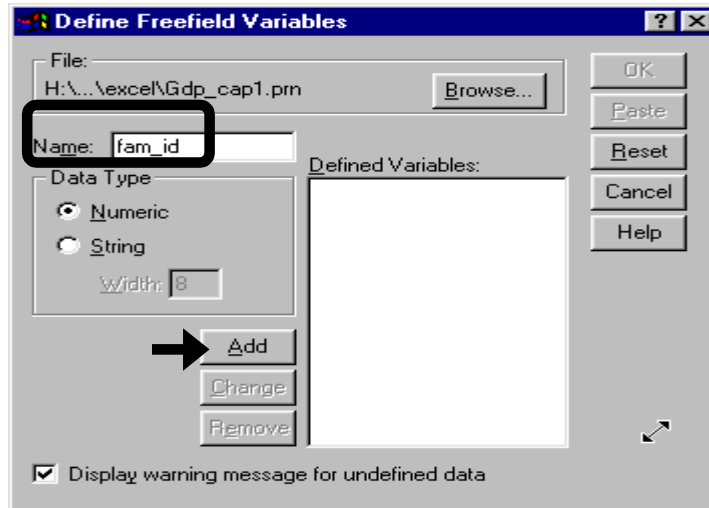 Define Freefield Variables
File:
H:\...\excel\Gdp_cap1.prn
Browse...
OK
Paste
Name: fam_id
Reset
Defined Variables:
Data Type
Cancel
Numeric
String
Help
Width: 8
Add
Change
Remove
Display warning message for undefined data